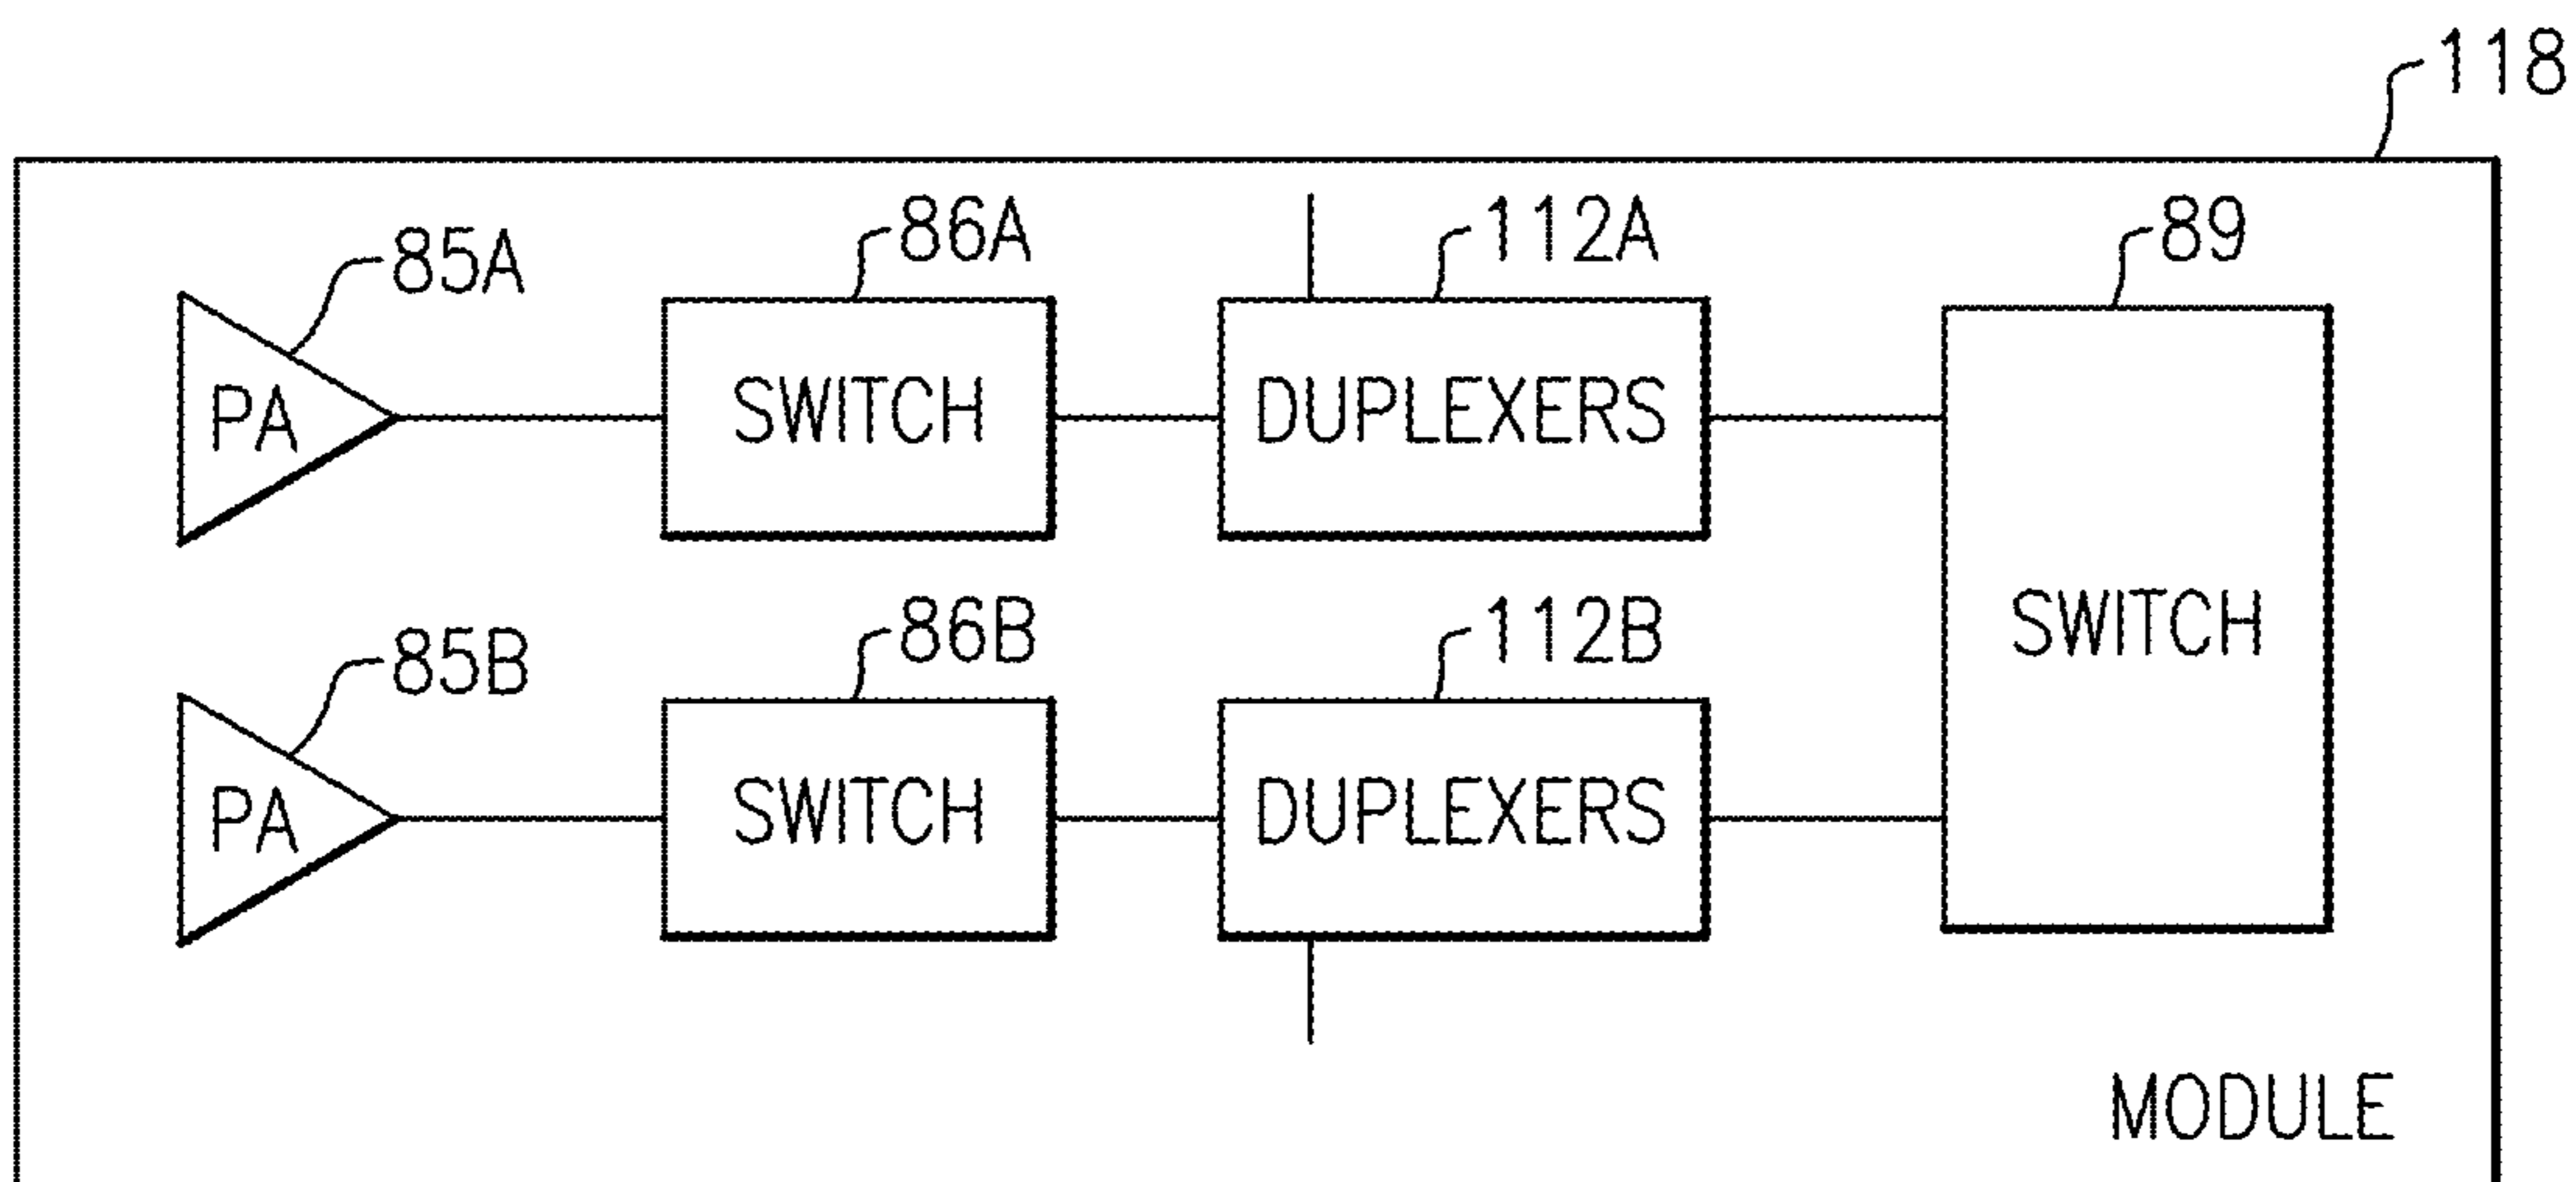 118
85A
86A
112A
89
PA
SWITCH
DUPLEXERS
SWITCH
85B
86B
112B
PA
SWITCH
DUPLEXERS
MODULE